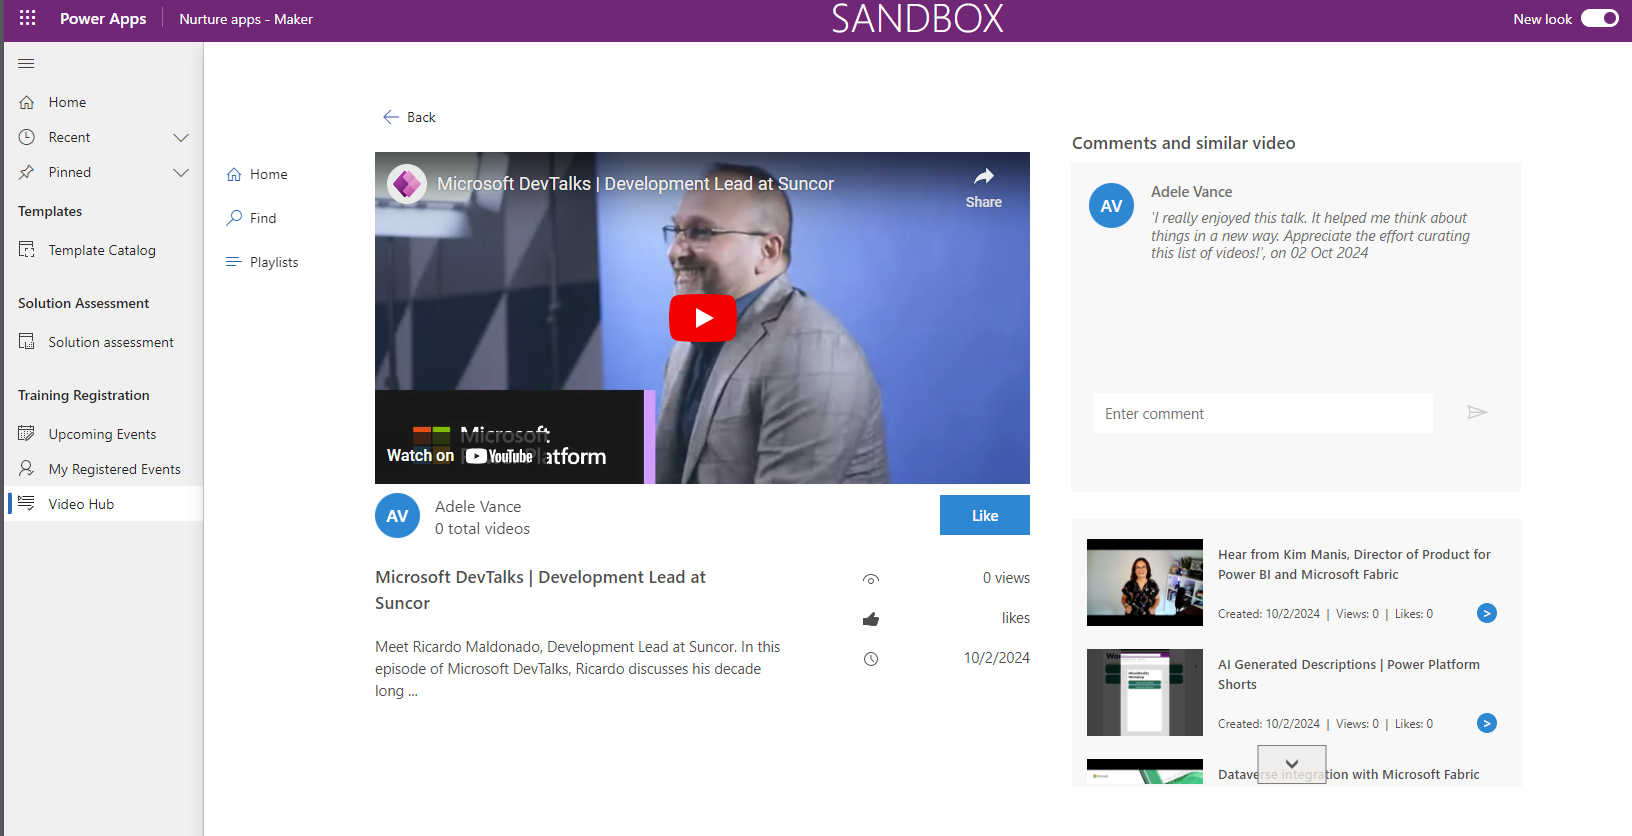 Power Apps
Nurture apps - Maker
SANDBOX
New look
Home
Recent
Pinned
Templates
Template Catalog
Solution Assessment
Solution assessment
Training Registration
Upcoming Events
My Registered Events
Video Hub
Home
Find
Playlists
Back
Microsoft DevTalks | Development Lead at Suncor
Share
Microsoft
Watch on YouTube
AV
Adele Vance
0 total videos
Like
Microsoft DevTalks | Development Lead at
Suncor
0 views
likes
10/2/2024
Meet Ricardo Maldonado, Development Lead at Suncor. In this
episode of Microsoft DevTalks, Ricardo discusses his decade
long ...
Comments and similar video
AV
Adele Vance
'I really enjoyed this talk. It helped me think about
things in a new way. Appreciate the effort curating
this list of videos!', on 02 Oct 2024
Enter comment
Hear from Kim Manis, Director of Product for
Power BI and Microsoft Fabric
Created: 10/2/2024 | Views: 0 | Likes: 0
>
AI Generated Descriptions | Power Platform
Shorts
Created: 10/2/2024 | Views: 0 | Likes: 0
>
Dataverse integration with Microsoft Fabric